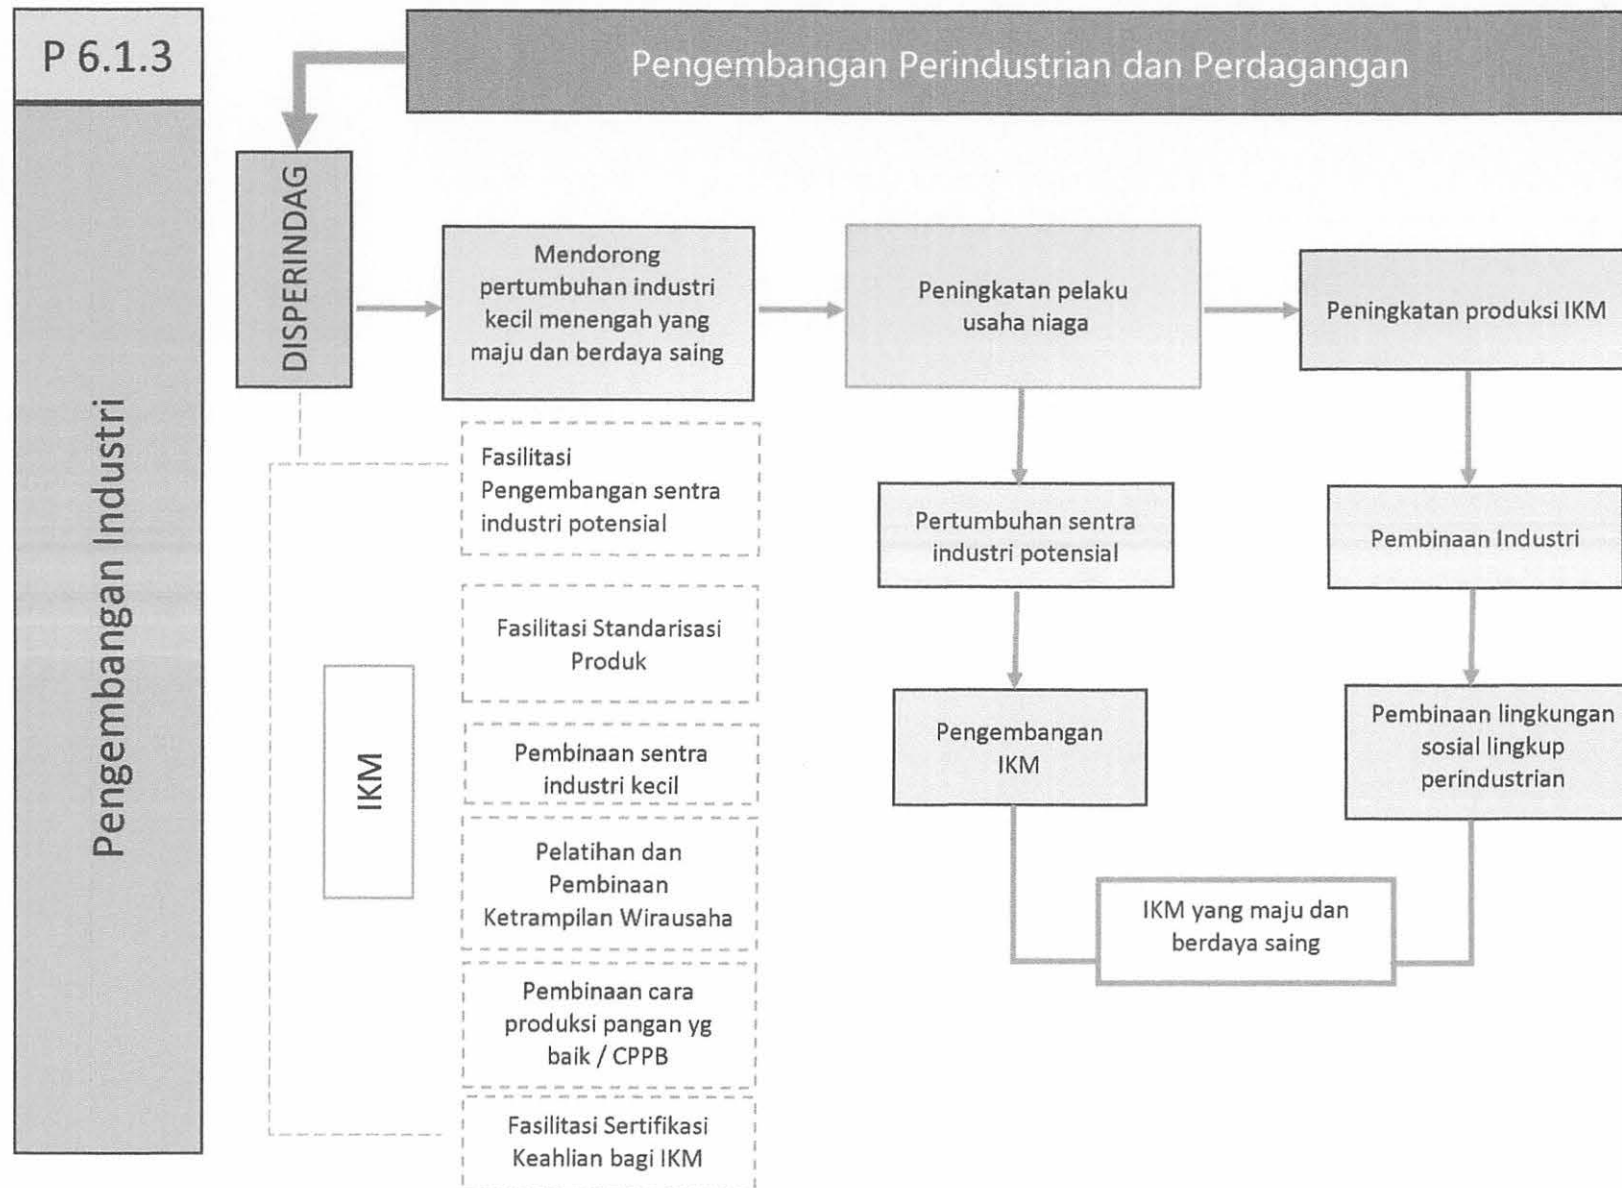 P 6.1.3
Pengembangan Perindustrian dan Perdagangan
Pengembangan Industri
DISPERINDAG
Mendorong
pertumbuhan industri
kecil menengah yang
maju dan berdaya saing
Peningkatan pelaku
usaha niaga
Peningkatan produksi IKM
Fasilitasi
Pengembangan sentra
industri potensial
Fasilitasi Standarisasi
Produk
Pembinaan sentra
industri kecil
Pelatihan dan
Pembinaan
Ketrampilan Wirausaha
Pembinaan cara
produksi pangan yg
baik / CPPB
Fasilitasi Sertifikasi
Keahlian bagi IKM
IKM
Pertumbuhan sentra
industri potensial
Pengembangan
IKM
Pembinaan Industri
Pembinaan lingkungan
sosial lingkup
perindustrian
IKM yang maju dan
berdaya saing